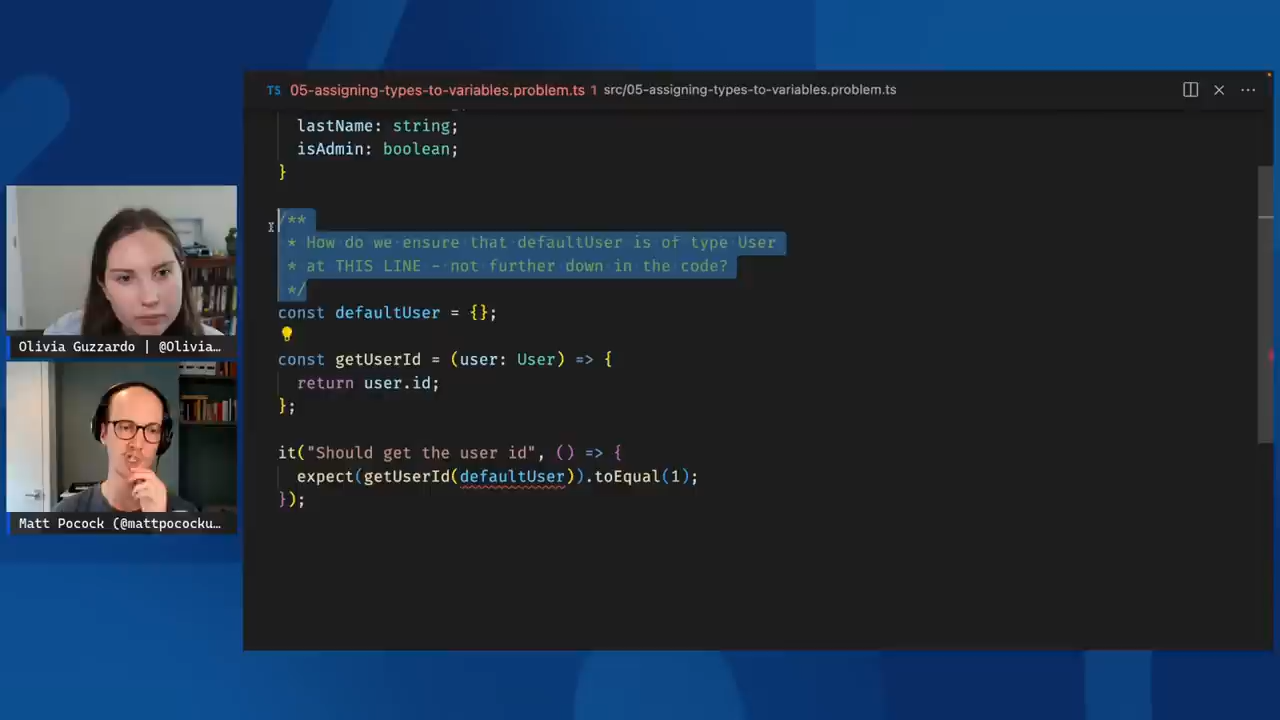 TS 05-assigning-types-to-variables.problem.ts 1 src/05-assigning-types-to-variables.problem.ts
lastName: string;
isAdmin: boolean;
}
/**
* How do we ensure that defaultUser is of type User
* at THIS LINE - not further down in the code?
*/
const defaultUser = {};
const getUserId = (user: User) => {
return user.id;
};
it("Should get the user id", () => {
expect(getUserId(defaultUser)).toEqual(1);
});
Olivia Guzzardo | @Olivia…
Matt Pocock (@mattpococku…